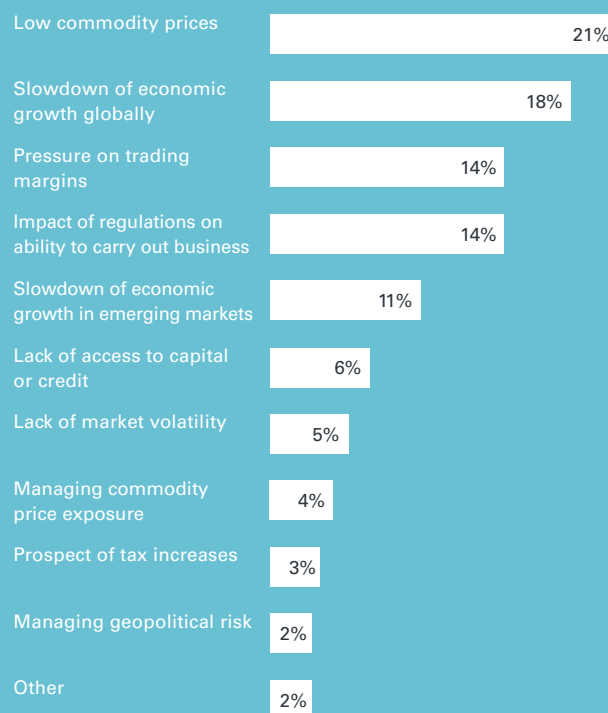 Low commodity prices
21%
Slowdown of economic
growth globally
18%
Pressure on trading
margins
14%
Impact of regulations on
ability to carry out business
14%
Slowdown of economic
growth in emerging markets
11%
Lack of access to capital
or credit
6%
Lack of market volatility
5%
Managing commodity
price exposure
4%
Prospect of tax increases
3%
Managing geopolitical risk
2%
Other
2%